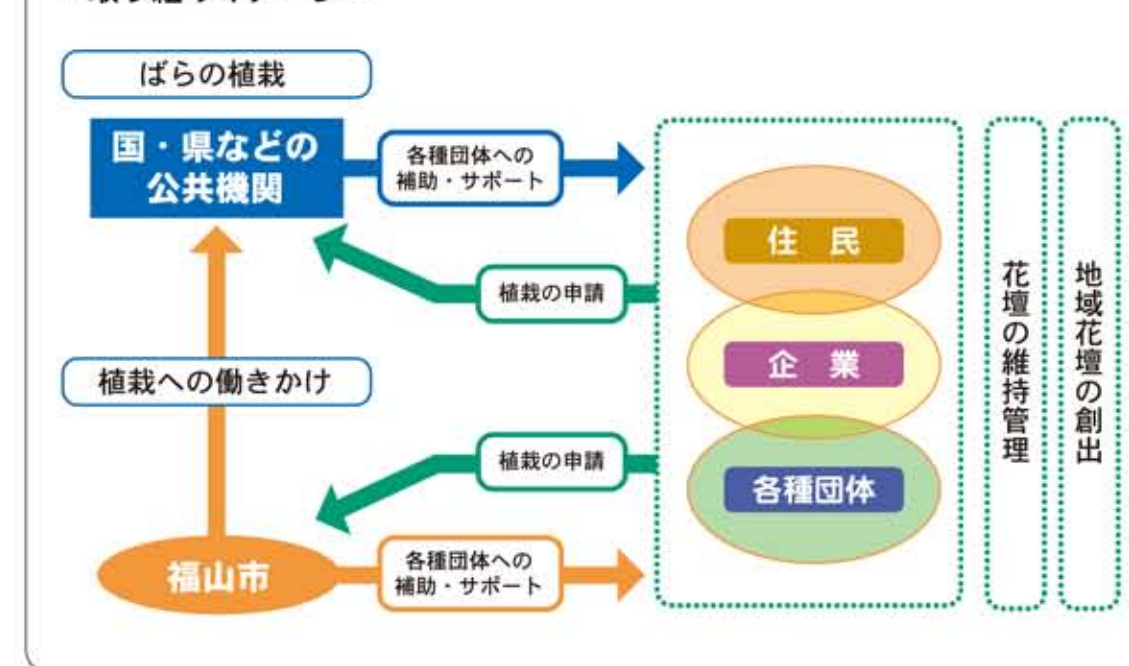 ばらの植栽
国・県などの
公共機関
各種団体への
補助・サポート
植栽の申請
植栽への働きかけ
植栽の申請
福山市
各種団体への
補助・サポート
住 民
企 業
各種団体
花壇の維持管理
地域花壇の創出